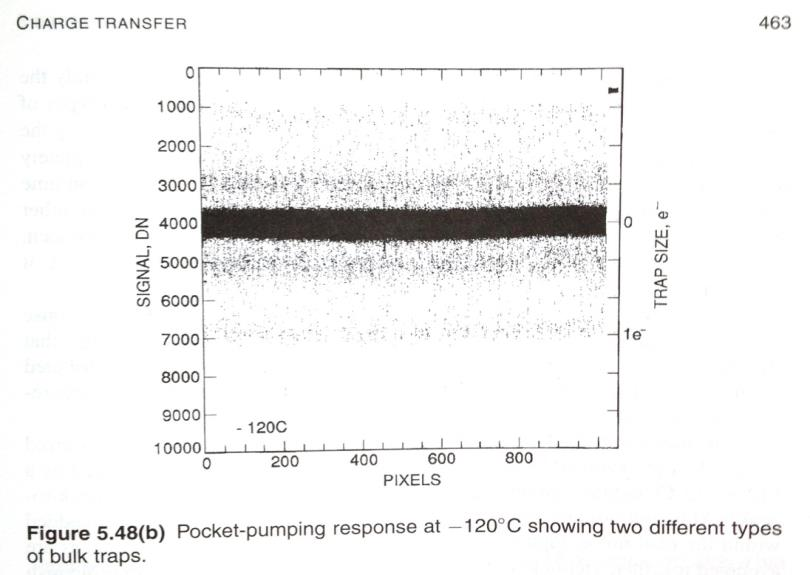 CHARGE TRANSFER 463
0
1000
2000
3000
4000
5000
6000
7000
8000
9000
10000
SIGNAL, DN
- 120C
0
1e⁻
TRAP SIZE, e⁻
0 200 400 600 800
PIXELS
Figure 5.48(b) Pocket-pumping response at −120°C showing two different types
of bulk traps.